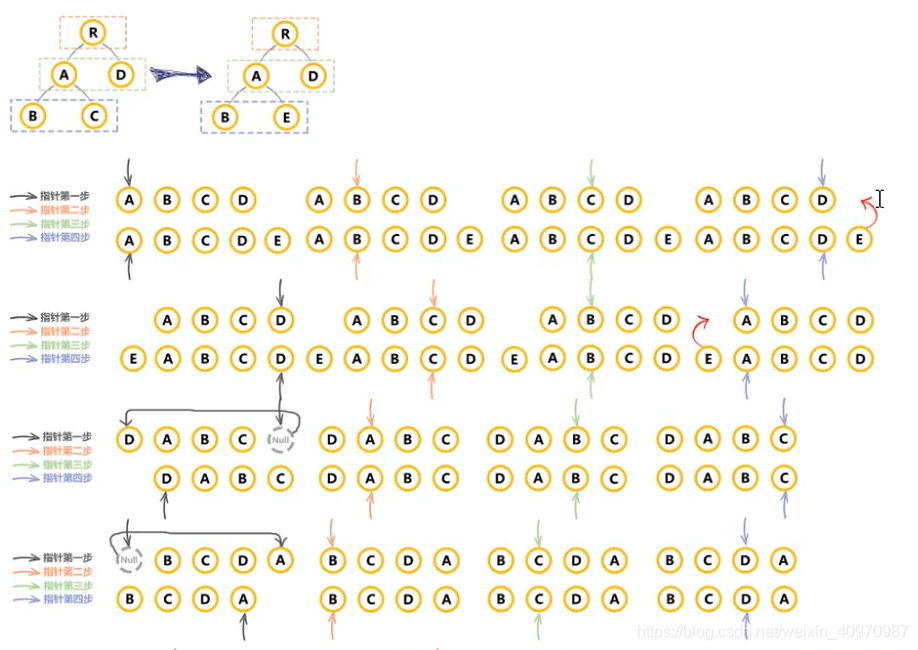 R R
A D A D
B C B E
指针第一步 A B C D A B C D A B C D A B C D
指针第二步
指针第三步
指针第四步 A B C D E A B C D E A B C D E A B C D E
指针第一步 A B C D A B C D A B C D A B C D
指针第二步
指针第三步
指针第四步 E A B C D E A B C D E A B C D E A B C D
指针第一步 D A B C Null D A B C D A B C D A B C
指针第二步
指针第三步
指针第四步 D A B C D A B C D A B C D A B C
指针第一步 Null B C D A B C D A B C D A B C D A
指针第二步
指针第三步
指针第四步 B C D A B C D A B C D A B C D A
https://blog.csdn.net/weixin_40970987